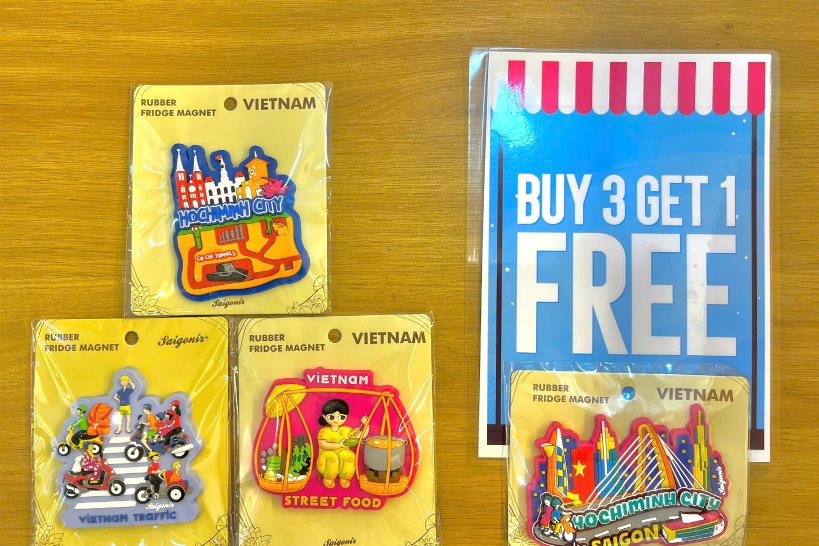 RUBBER
FRIDGE MAGNET
VIETNAM
HOCHIMINH CITY
CU CHI TUNNELS
Saigonir
BUY 3 GET 1
FREE
RUBBER
FRIDGE MAGNET
Saigonir®
Saigonir
VIETNAM TRAFFIC
RUBBER
FRIDGE MAGNET
VIETNAM
VIETNAM
STREET FOOD
Saigonir
RUBBER
FRIDGE MAGNET
VIETNAM
Saigonir
HOCHIMINH CITY
SAIGON